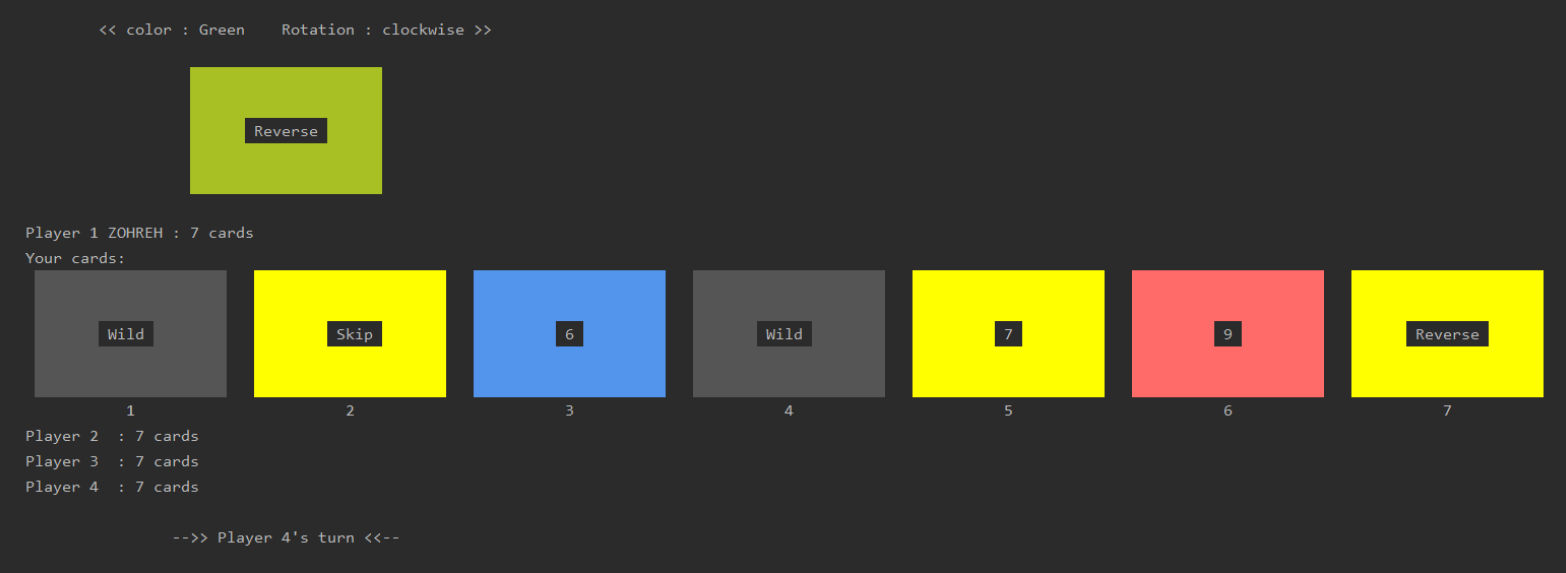 << color : Green    Rotation : clockwise >>
Reverse
Player 1 ZOHREH : 7 cards
Your cards:
Wild Skip 6 Wild 7 9 Reverse
1 2 3 4 5 6 7
Player 2  : 7 cards
Player 3  : 7 cards
Player 4  : 7 cards
-->> Player 4's turn <<--